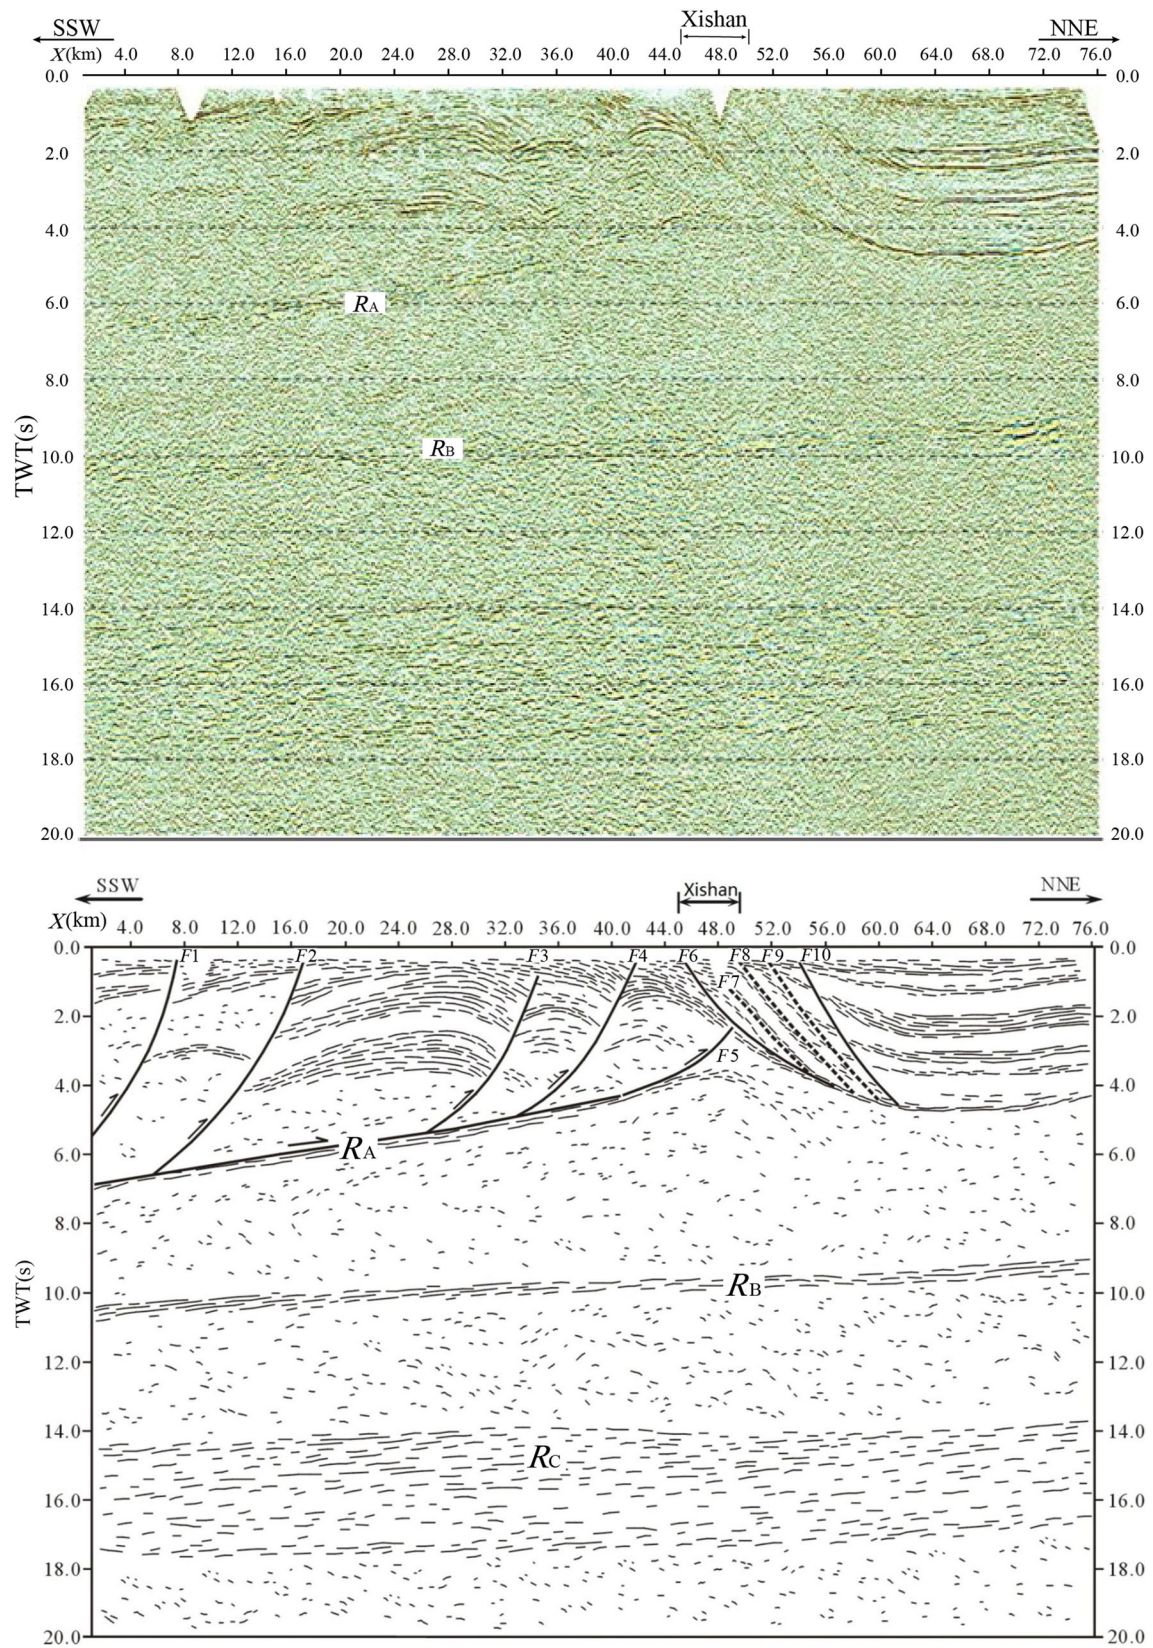 Xishan
SSW NNE
X(km) 4.0 8.0 12.0 16.0 20.0 24.0 28.0 32.0 36.0 40.0 44.0 48.0 52.0 56.0 60.0 64.0 68.0 72.0 76.0
0.0 0.0
2.0 2.0
4.0 4.0
6.0 RA 6.0
8.0 8.0
TWT(s)
RB
10.0 10.0
12.0 12.0
14.0 14.0
16.0 16.0
18.0 18.0
20.0 20.0
SSW Xishan NNE
X(km) 4.0 8.0 12.0 16.0 20.0 24.0 28.0 32.0 36.0 40.0 44.0 48.0 52.0 56.0 60.0 64.0 68.0 72.0 76.0
0.0 F1 F2 F3 F4 F6 F8 F9 F10 0.0
F7
2.0 2.0
F5
4.0 4.0
RA
6.0 6.0
8.0 8.0
TWT(s)
RB
10.0 10.0
12.0 12.0
14.0 14.0
RC
16.0 16.0
18.0 18.0
20.0 20.0